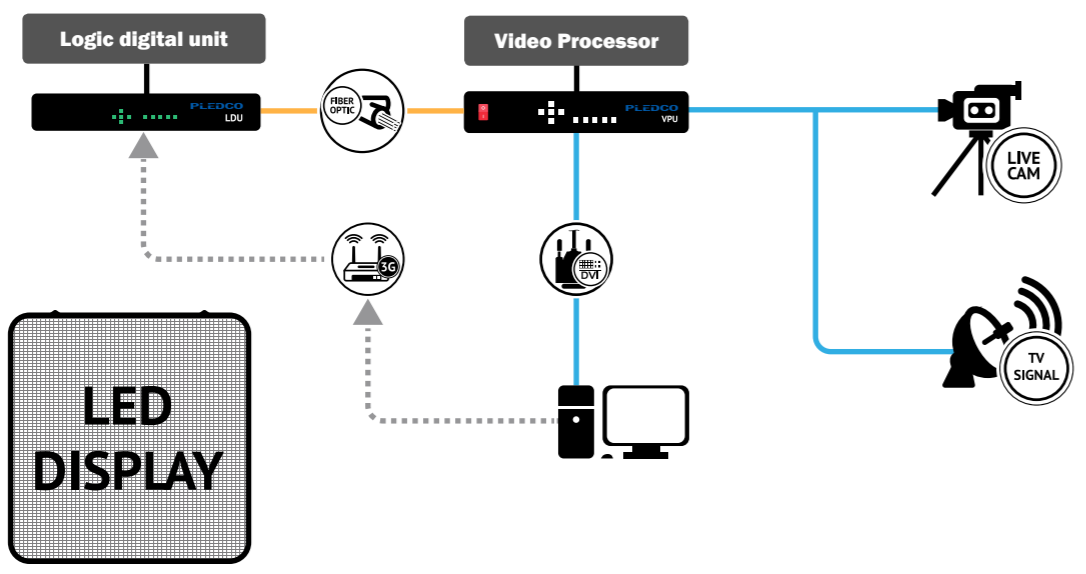 Logic digital unit
Video Processor
PLEDCO
LDU
FIBER
OPTIC
PLEDCO
VPU
LIVE
CAM
3G
DVI
TV
SIGNAL
LED
DISPLAY